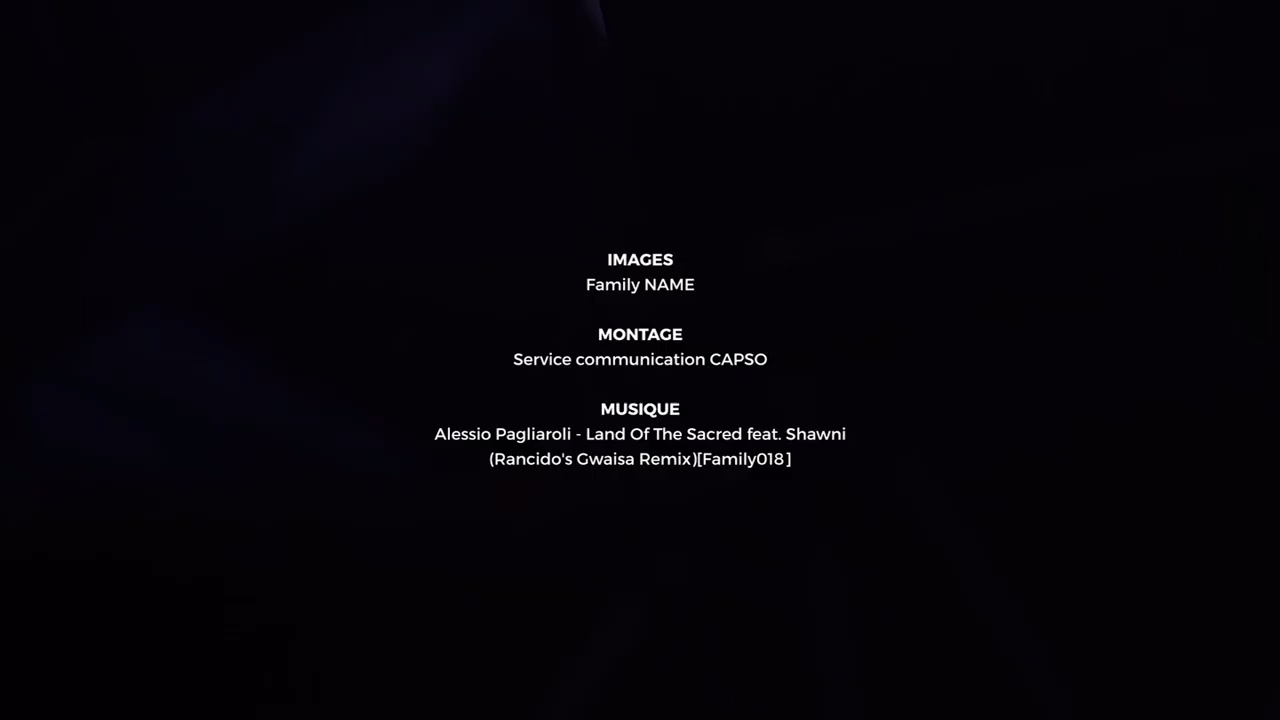 IMAGES
Family NAME
MONTAGE
Service communication CAPSO
MUSIQUE
Alessio Pagliaroli - Land Of The Sacred feat. Shawni
(Rancido's Gwaisa Remix)[Family018]